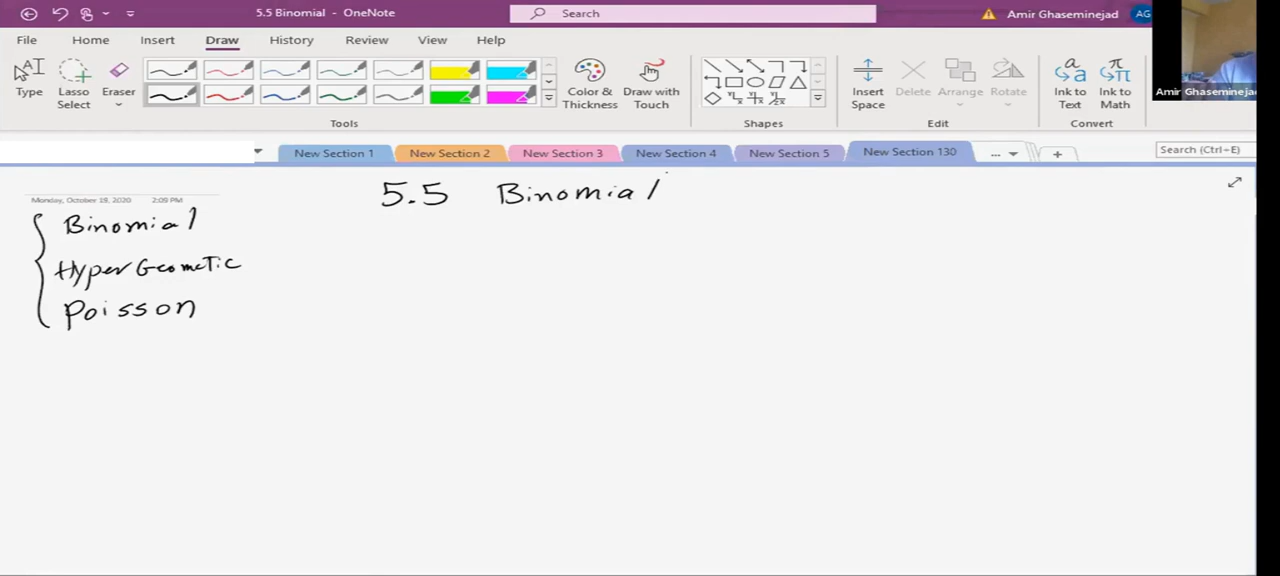 5.5 Binomial - OneNote
Search
Amir Ghaseminejad
AG
File Home Insert Draw History Review View Help
Type
Lasso Select
Eraser
Color & Thickness
Draw with Touch
Insert Space
Delete
Arrange
Rotate
Ink to Text
Ink to Math
Tools
Shapes
Edit
Convert
Amir Ghaseminejad
New Section 1 New Section 2 New Section 3 New Section 4 New Section 5 New Section 130 ... + Search (Ctrl+E)
5.5 Binomial
Monday, October 19, 2020 2:09 PM
Binomial
HyperGeometic
Poisson